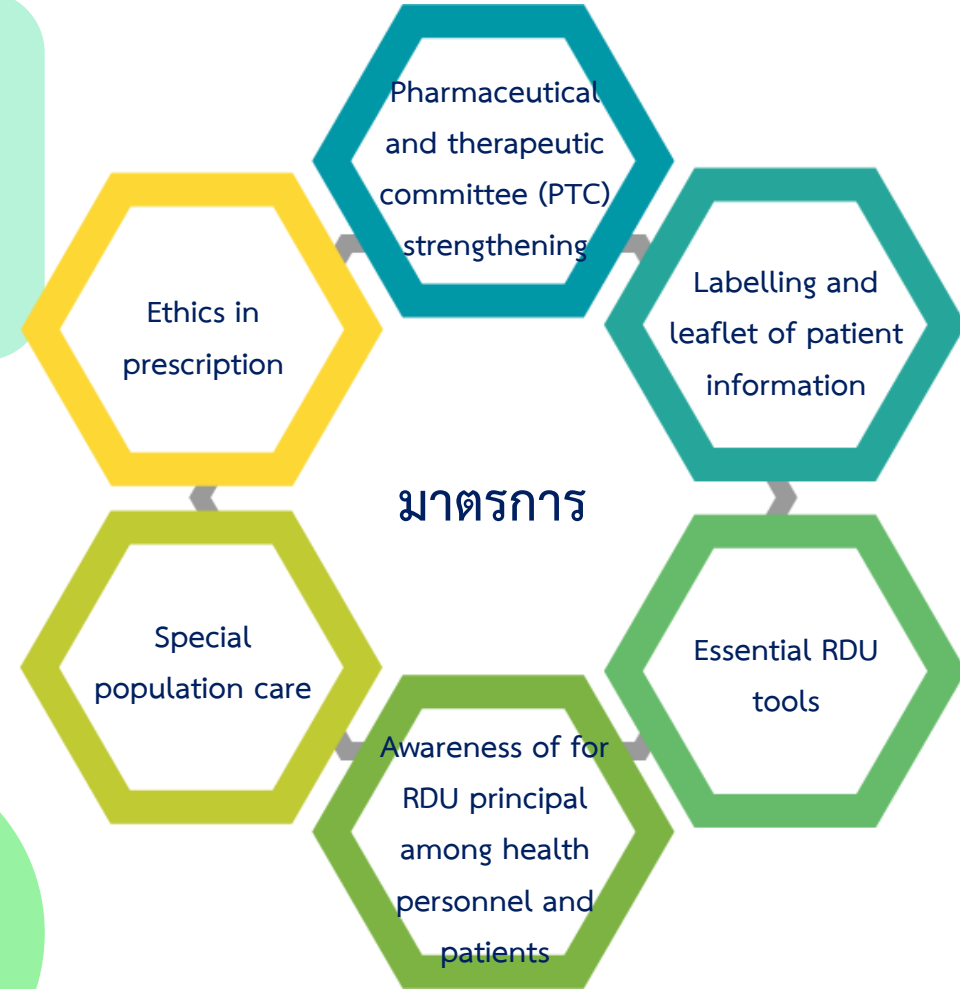 Pharmaceutical
and therapeutic
committee (PTC)
strengthening
Labelling and
leaflet of patient
information
Essential RDU
tools
Awareness of for
RDU principal
among health
personnel and
patients
Special
population care
Ethics in
prescription
มาตรการ